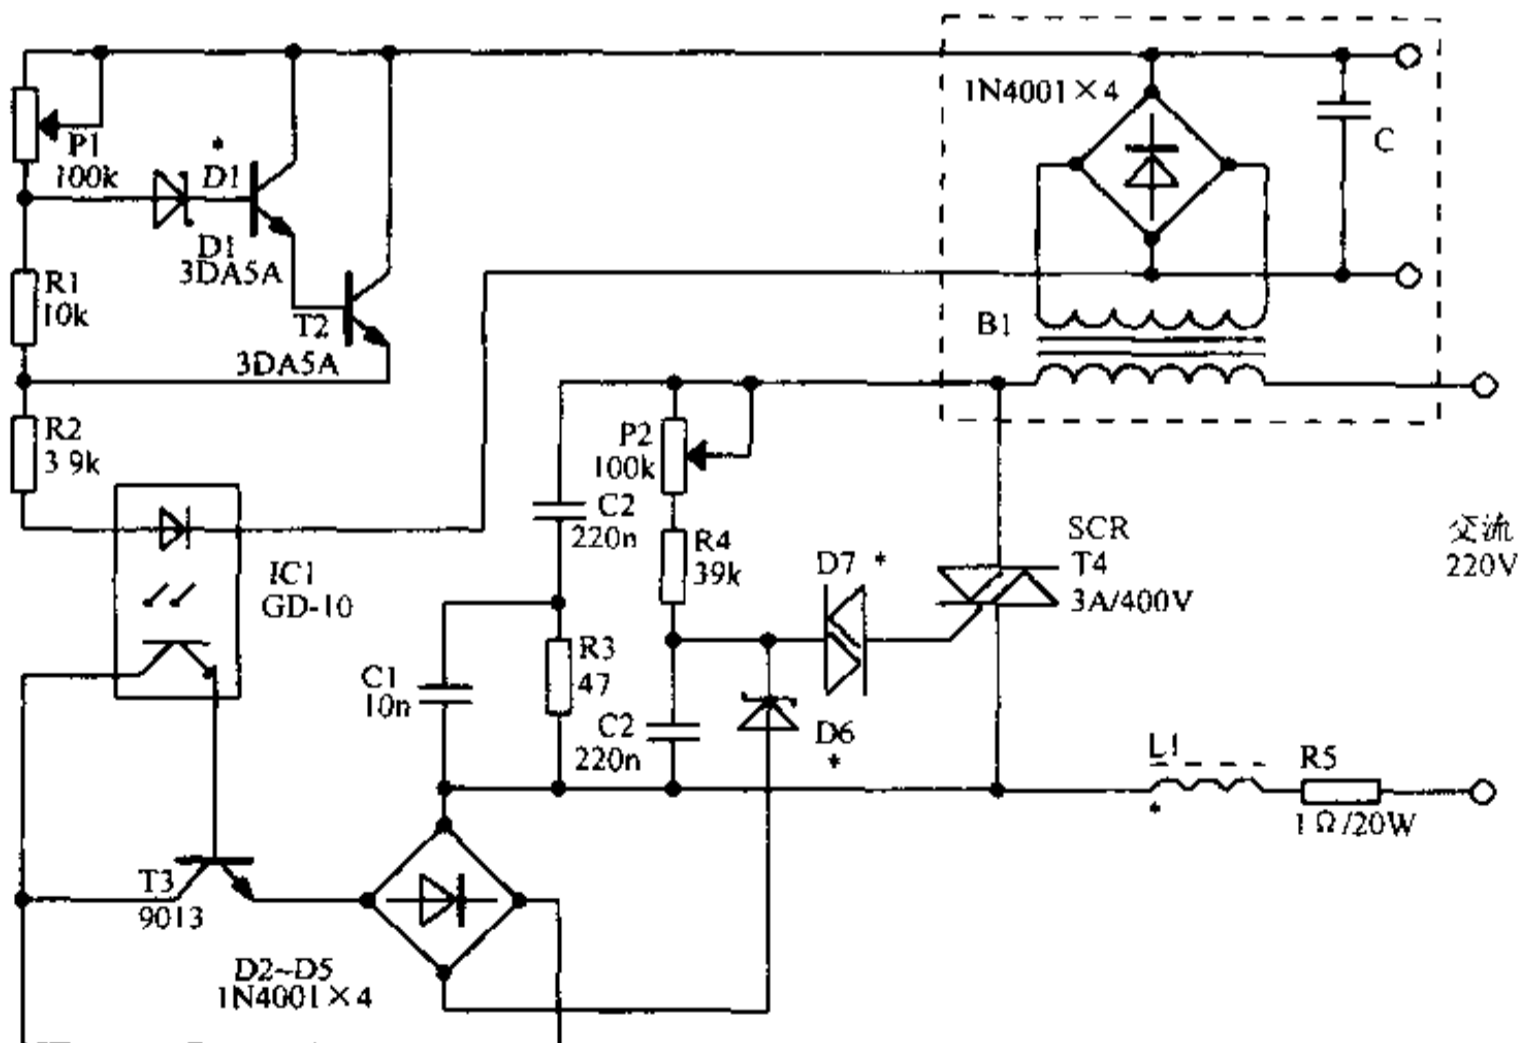 1N4001×4
C
P1
100k
*
D1
D1
3DA5A
R1
10k
T2
3DA5A
B1
R2
3 9k
P2
100k
C2
220n
R4
39k
SCR
T4
3A/400V
交流
220V
D7 *
IC1
GD-10
R3
47
C1
10n
C2
220n
D6
*
L1
*
R5
1Ω/20W
T3
9013
D2~D5
1N4001×4